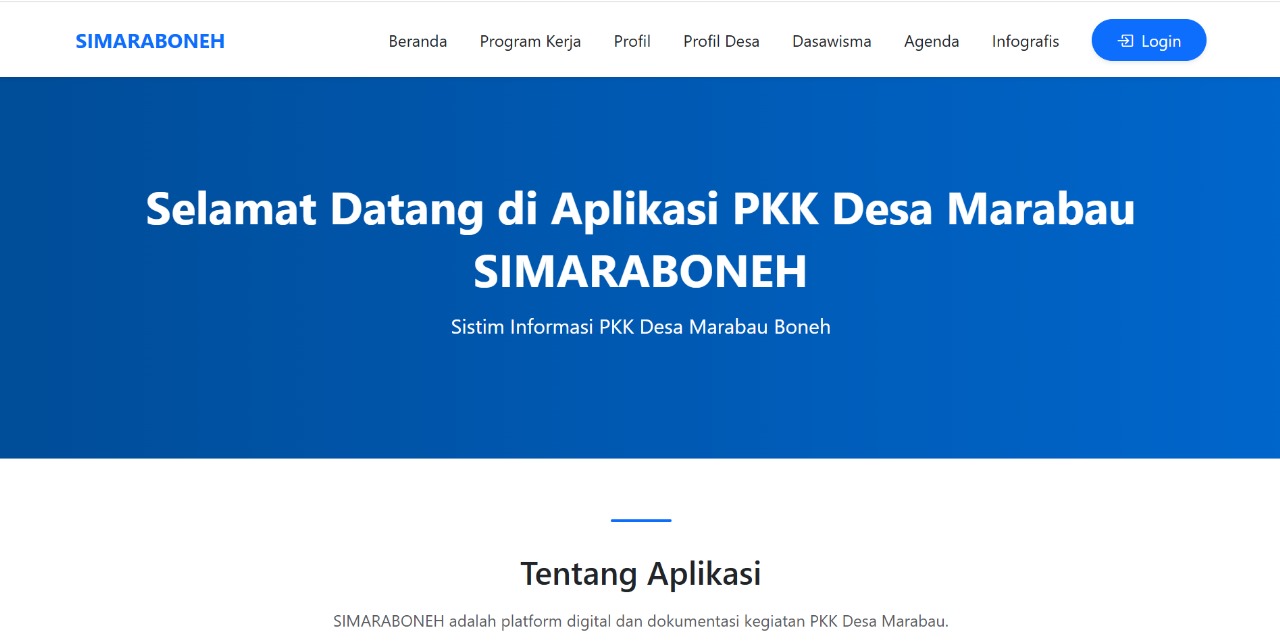 SIMARABONEH
Beranda
Program Kerja
Profil
Profil Desa
Dasawisma
Agenda
Infografis
Login
Selamat Datang di Aplikasi PKK Desa Marabau
SIMARABONEH
Sistim Informasi PKK Desa Marabau Boneh
Tentang Aplikasi
SIMARABONEH adalah platform digital dan dokumentasi kegiatan PKK Desa Marabau.